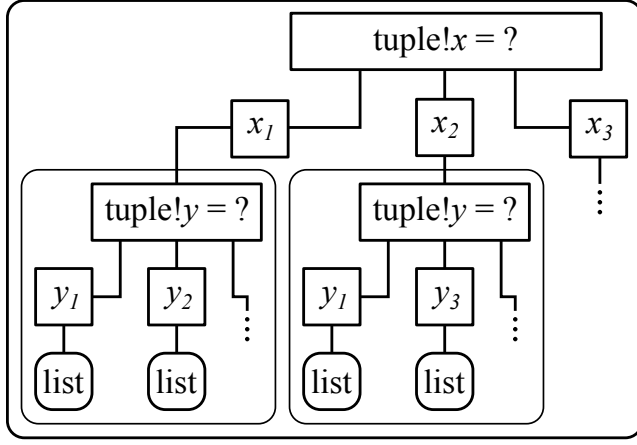 tuple!x = ?
x1 x2 x3
tuple!y = ? tuple!y = ?
y1 y2 y1 y3
list list list list